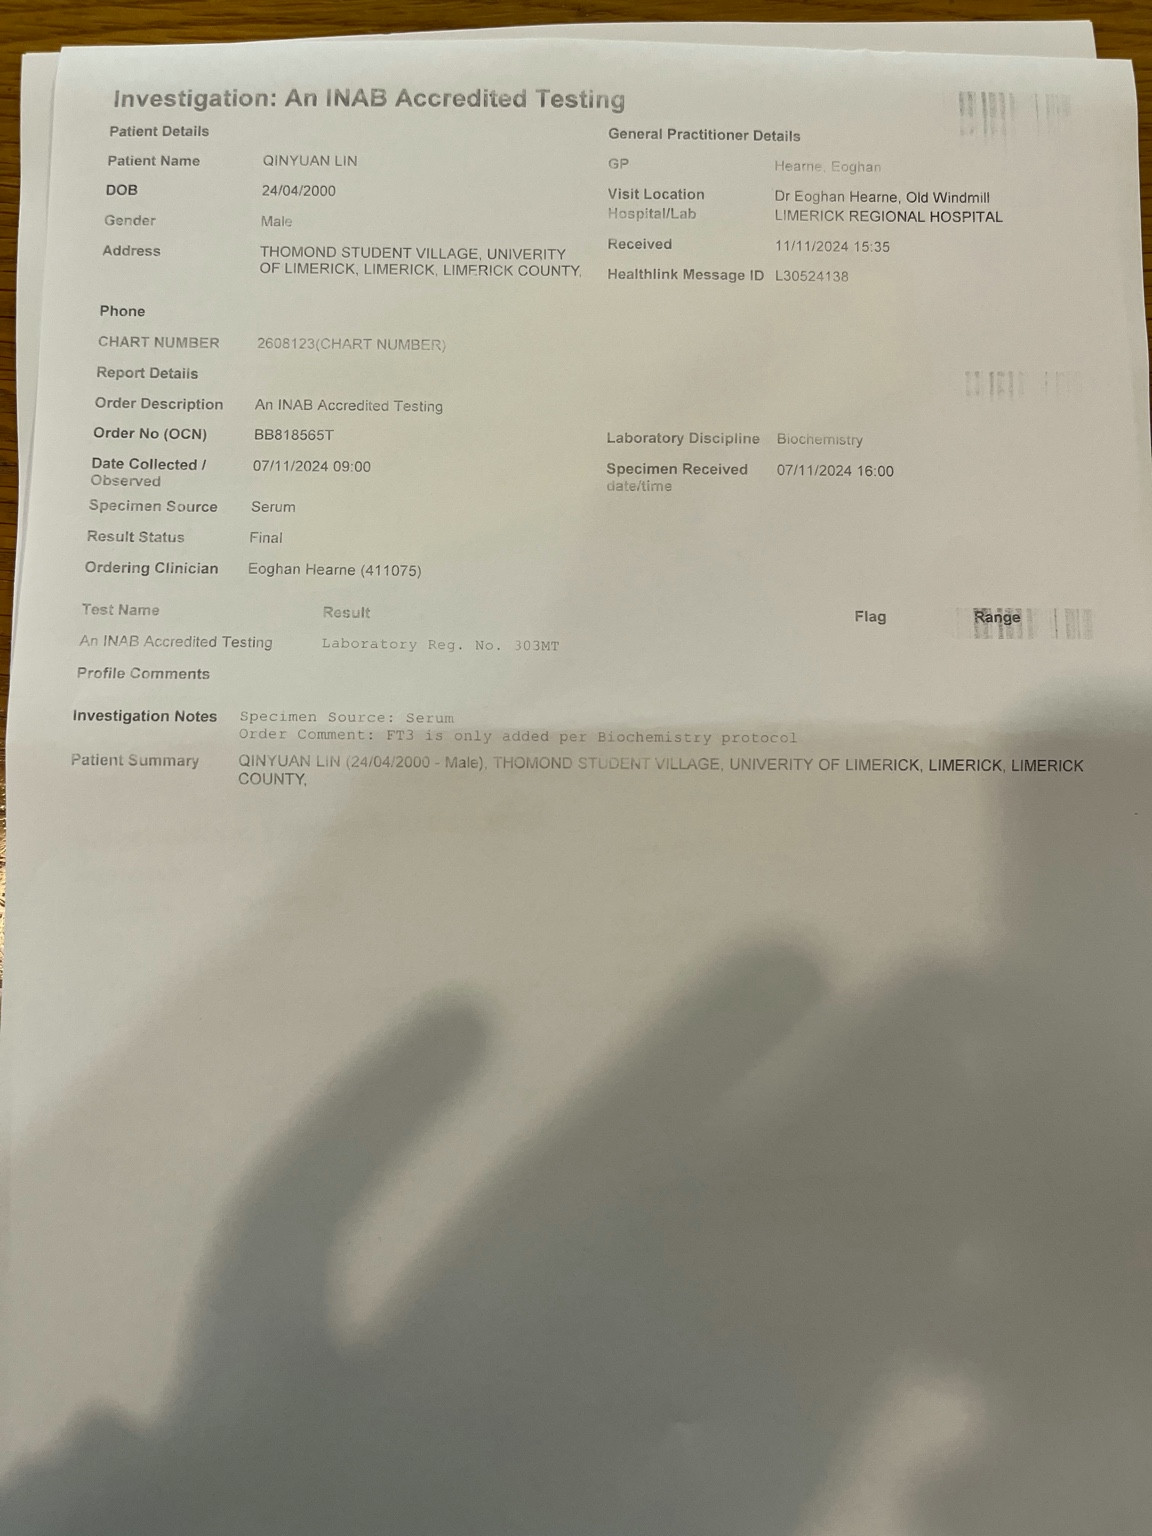 Investigation: An INAB Accredited Testing
Patient Details
General Practitioner Details
Patient Name QINYUAN LIN
GP Hearne, Eoghan
DOB 24/04/2000
Visit Location Dr Eoghan Hearne, Old Windmill
Gender Male
Hospital/Lab LIMERICK REGIONAL HOSPITAL
Address THOMOND STUDENT VILLAGE, UNIVERITY
OF LIMERICK, LIMERICK, LIMERICK COUNTY,
Received 11/11/2024 15:35
Healthlink Message ID L30524138
Phone
CHART NUMBER 2608123(CHART NUMBER)
Report Details
Order Description An INAB Accredited Testing
Order No (OCN) BB818565T
Laboratory Discipline Biochemistry
Date Collected / 07/11/2024 09:00
Observed
Specimen Received 07/11/2024 16:00
date/time
Specimen Source Serum
Result Status Final
Ordering Clinician Eoghan Hearne (411075)
Test Name Result Flag Range
An INAB Accredited Testing Laboratory Reg. No. 303MT
Profile Comments
Investigation Notes Specimen Source: Serum
Order Comment: FT3 is only added per Biochemistry protocol
Patient Summary QINYUAN LIN (24/04/2000 - Male), THOMOND STUDENT VILLAGE, UNIVERITY OF LIMERICK, LIMERICK, LIMERICK
COUNTY,